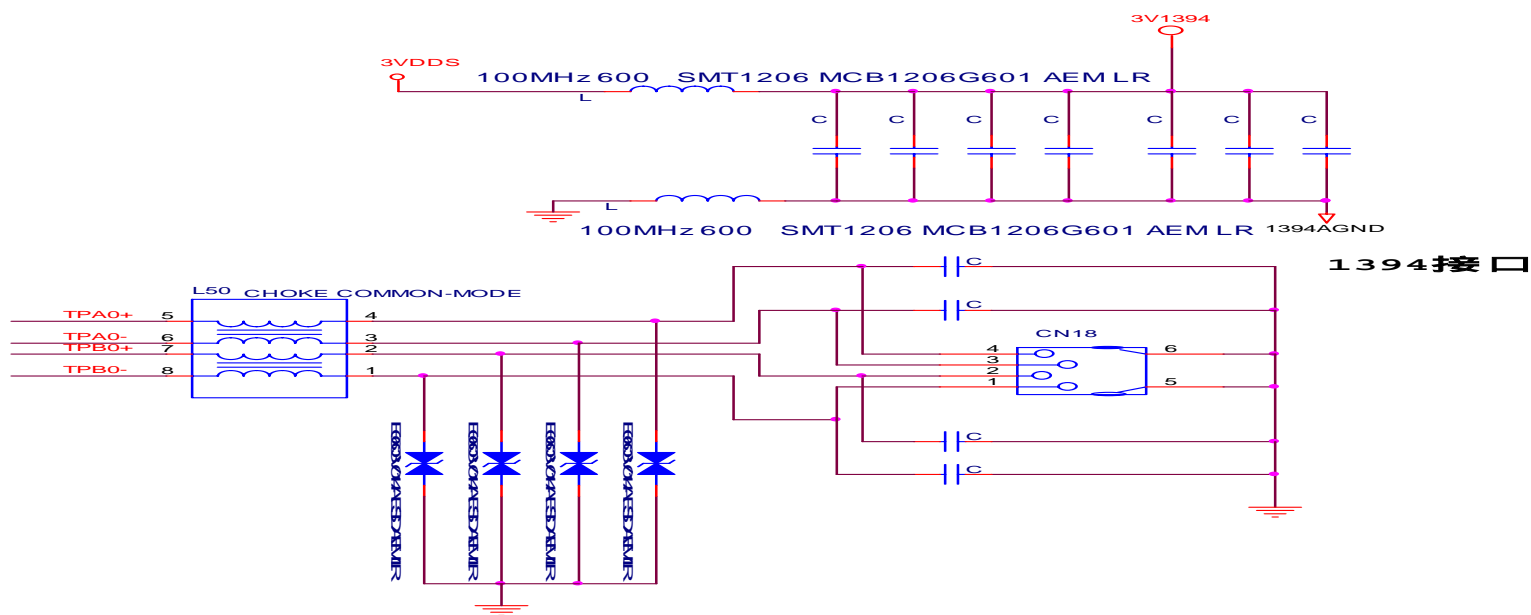 3V1394
3VDDS
100MHz 600 SMT1206 MCB1206G601 AEM LR
L
C C C C C C C
L
100MHz 600 SMT1206 MCB1206G601 AEM LR
1394AGND
1394接口
L50 CHOKE COMMON-MODE
C
TPA0+ 5 4
C
TPA0- 6 3
TPB0+ 7 2
TPB0- 8 1
CN18
4 6
3
2
1 5
C
C